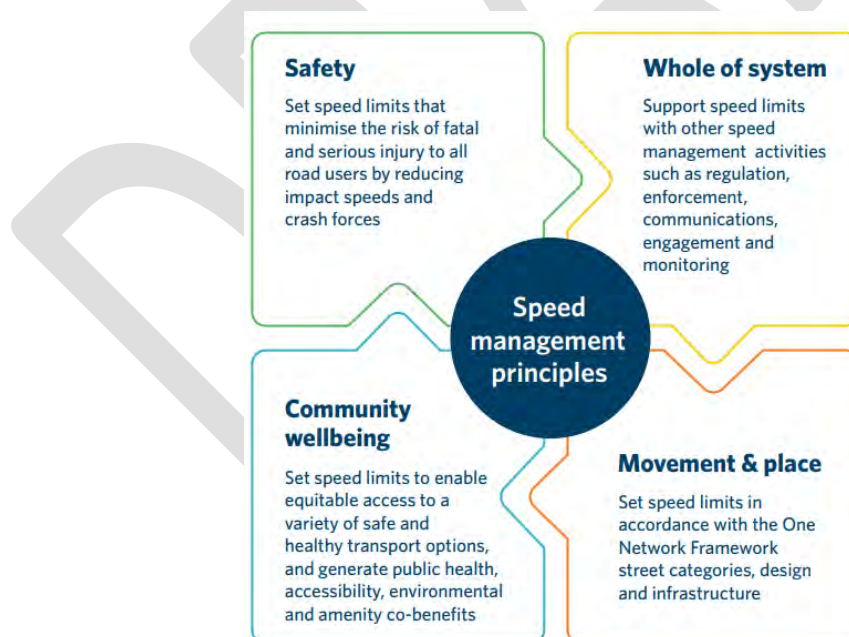 Safety
Set speed limits that
minimise the risk of fatal
and serious injury to all
road users by reducing
impact speeds and
crash forces
Whole of system
Support speed limits
with other speed
management activities
such as regulation,
enforcement,
communications,
engagement and
monitoring
Speed
management
principles
Community
wellbeing
Set speed limits to enable
equitable access to a
variety of safe and
healthy transport options,
and generate public health,
accessibility, environmental
and amenity co-benefits
Movement & place
Set speed limits in
accordance with the One
Network Framework
street categories, design
and infrastructure